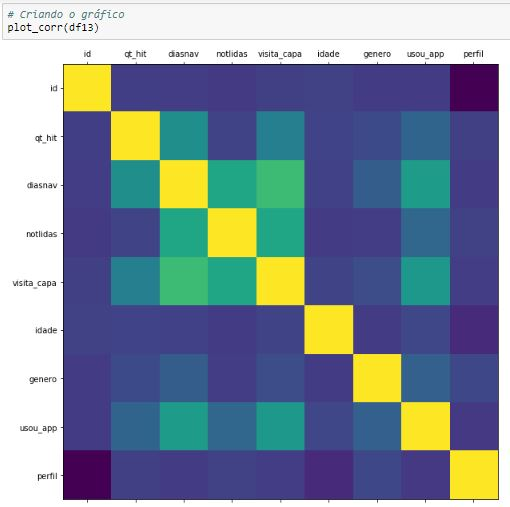 # Criando o gráfico
plot_corr(df13)
id qt_hit diasnav notlidas visita_capa idade genero usou_app perfil
id
qt_hit
diasnav
notlidas
visita_capa
idade
genero
usou_app
perfil